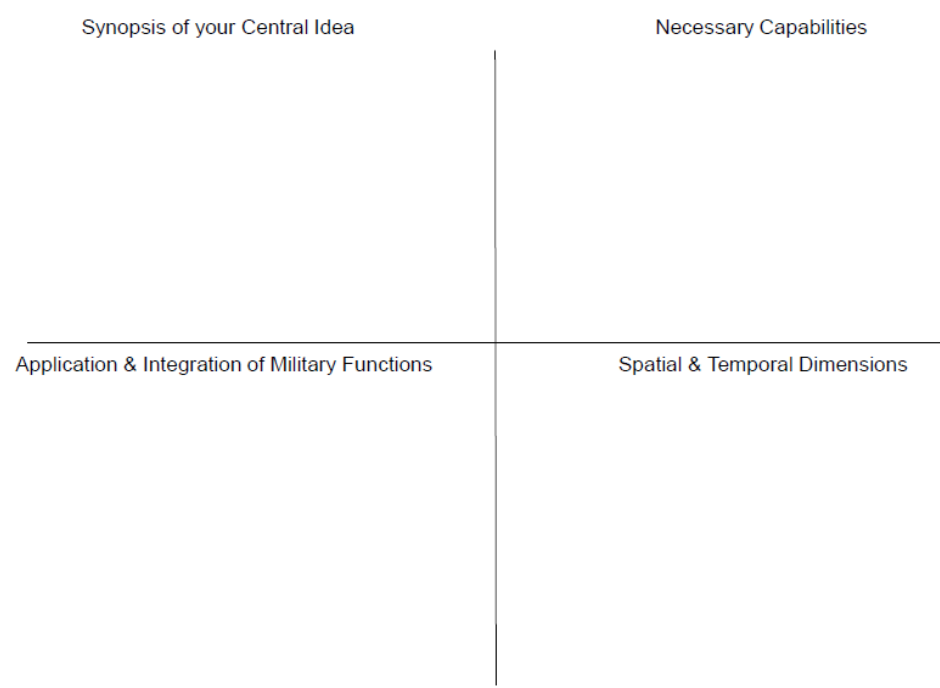 Synopsis of your Central Idea
Necessary Capabilities
Application & Integration of Military Functions
Spatial & Temporal Dimensions